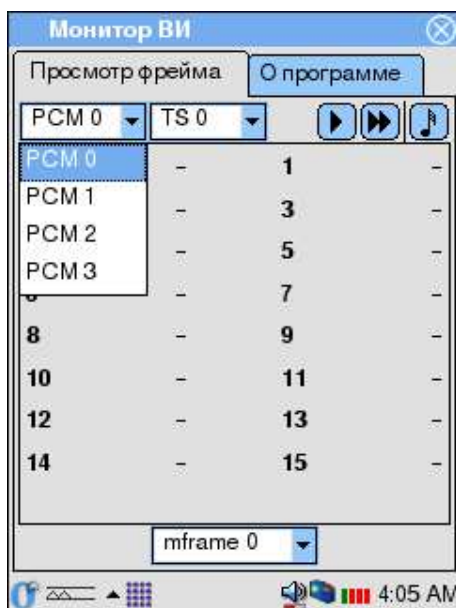 Монитор ВИ
Просмотр фрейма О программе
PCM 0 TS 0
PCM 0 – 1 –
PCM 1 – 3 –
PCM 2 – 5 –
PCM 3 – 7 –
8 – 9 –
10 – 11 –
12 – 13 –
14 – 15 –
mframe 0
4:05 AM